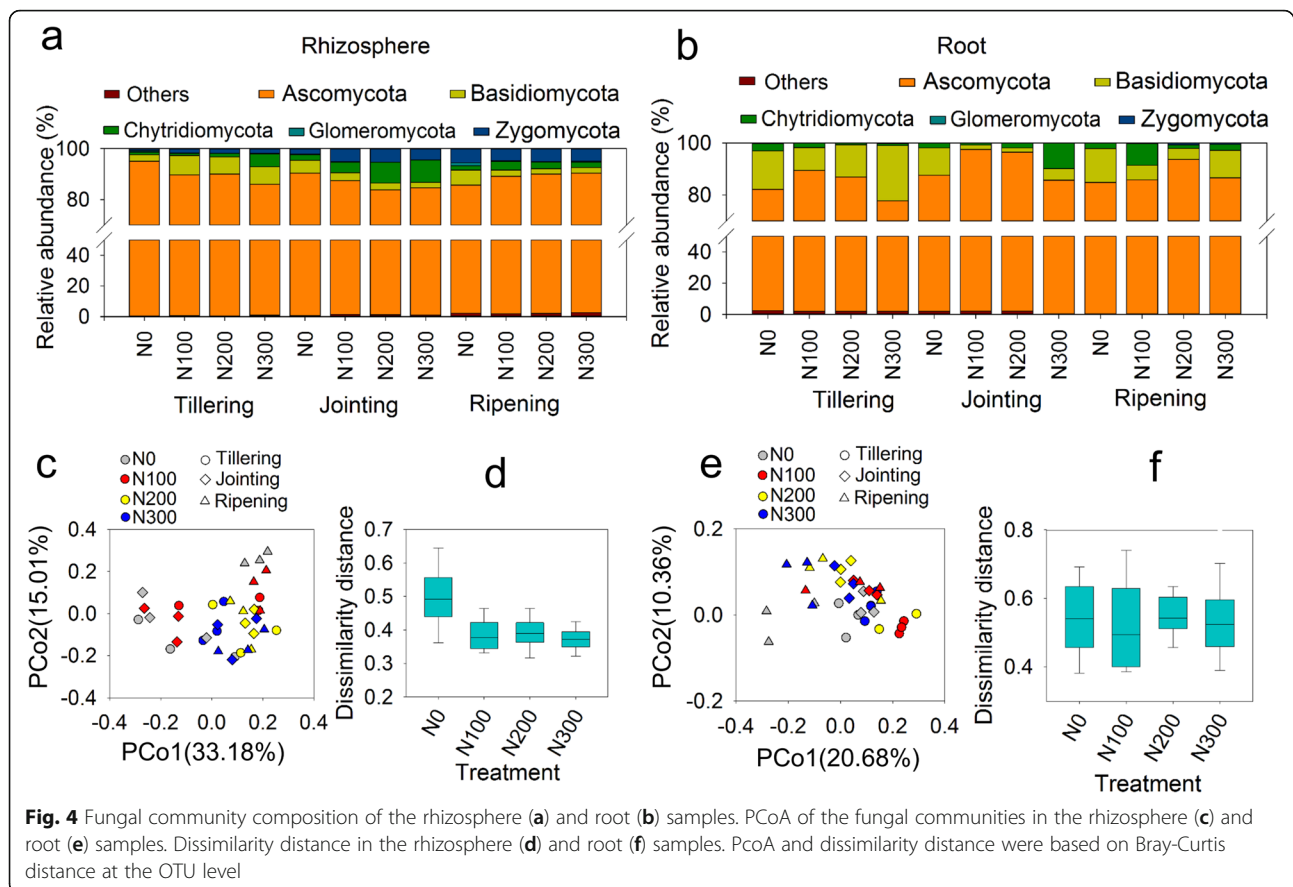 a
Rhizosphere
Others Ascomycota Basidiomycota
Chytridiomycota Glomeromycota Zygomycota
Relative abundance (%)
100
80
40
20
0
N0 N100 N200 N300 N0 N100 N200 N300 N0 N100 N200 N300
Tillering Jointing Ripening
b
Root
Others Ascomycota Basidiomycota
Chytridiomycota Glomeromycota Zygomycota
Relative abundance (%)
100
80
40
20
0
N0 N100 N200 N300 N0 N100 N200 N300 N0 N100 N200 N300
Tillering Jointing Ripening
c
N0 Tillering
N100 Jointing
N200 Ripening
N300
PCo2(15.01%)
0.4
0.2
0.0
-0.2
-0.4
-0.4 -0.2 0.0 0.2 0.4
PCo1(33.18%)
d
Dissimilarity distance
0.7
0.6
0.5
0.4
0.3
0.2
N0 N100 N200 N300
Treatment
e
N0 Tillering
N100 Jointing
N200 Ripening
N300
PCo2(10.36%)
0.2
0.0
-0.2
-0.4 -0.2 0.0 0.2 0.4
PCo1(20.68%)
f
Dissimilarity distance
0.8
0.6
0.4
N0 N100 N200 N300
Treatment
Fig. 4 Fungal community composition of the rhizosphere (a) and root (b) samples. PCoA of the fungal communities in the rhizosphere (c) and
root (e) samples. Dissimilarity distance in the rhizosphere (d) and root (f) samples. PcoA and dissimilarity distance were based on Bray-Curtis
distance at the OTU level